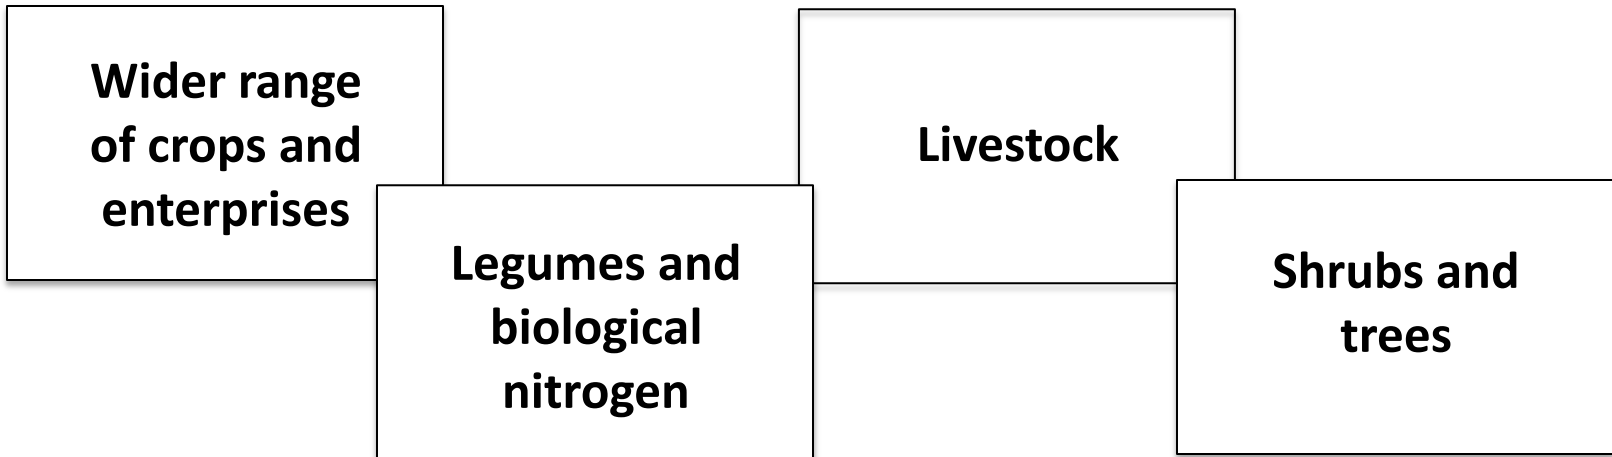 Wider range
of crops and
enterprises
Legumes and
biological
nitrogen
Livestock
Shrubs and
trees